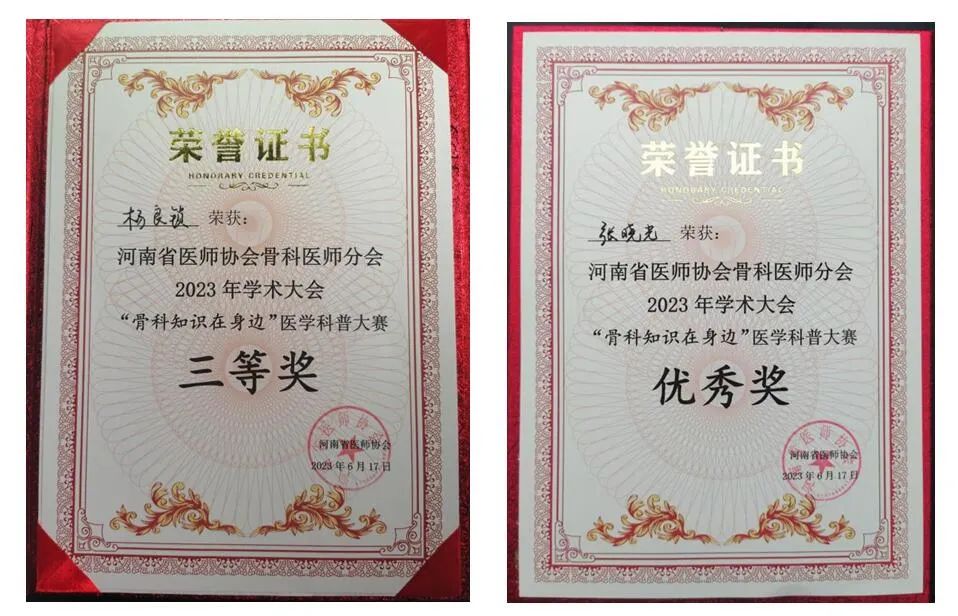 荣誉证书
HONORARY CREDENTIAL
杨良锁 荣获：
河南省医师协会骨科医师分会
2023 年学术大会
“骨科知识在身边”医学科普大赛
三等奖
河南省医师协会
2023 年 6 月 17 日
荣誉证书
HONORARY CREDENTIAL
张晓光 荣获：
河南省医师协会骨科医师分会
2023 年学术大会
“骨科知识在身边”医学科普大赛
优秀奖
河南省医师协会
2023 年 6 月 17 日